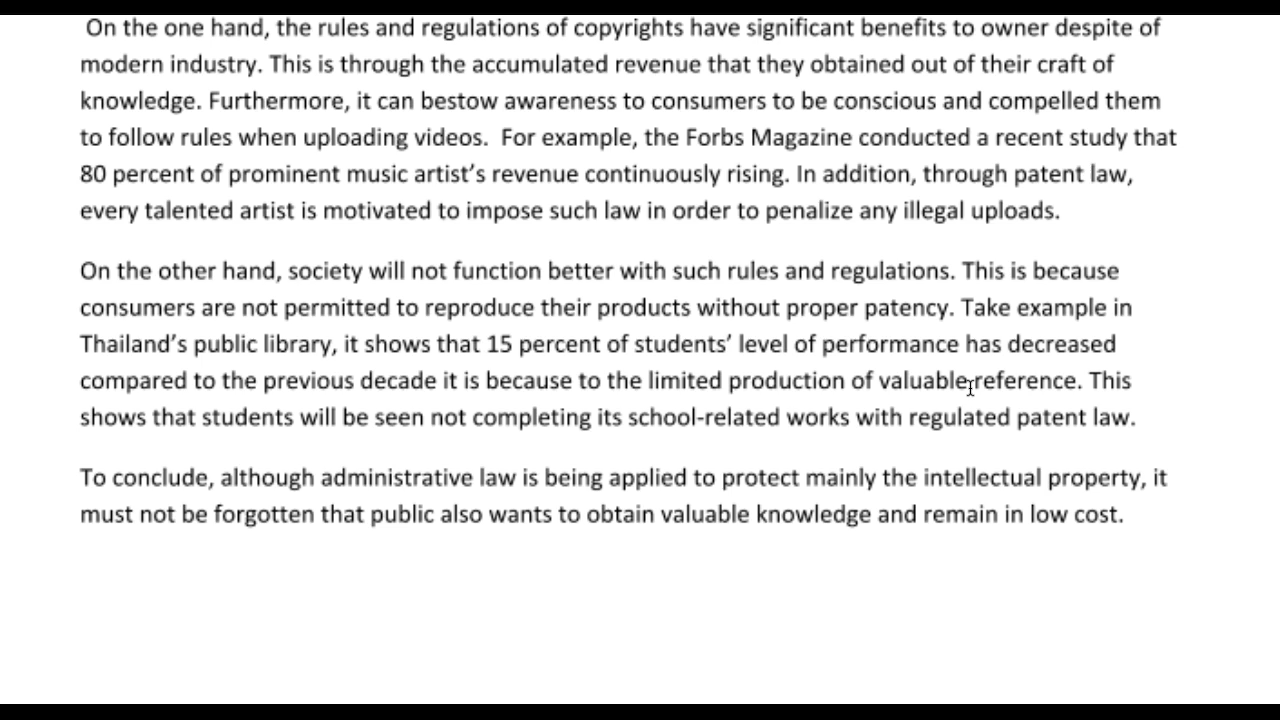 On the one hand, the rules and regulations of copyrights have significant benefits to owner despite of
modern industry. This is through the accumulated revenue that they obtained out of their craft of
knowledge. Furthermore, it can bestow awareness to consumers to be conscious and compelled them
to follow rules when uploading videos.  For example, the Forbs Magazine conducted a recent study that
80 percent of prominent music artist’s revenue continuously rising. In addition, through patent law,
every talented artist is motivated to impose such law in order to penalize any illegal uploads.
On the other hand, society will not function better with such rules and regulations. This is because
consumers are not permitted to reproduce their products without proper patency. Take example in
Thailand’s public library, it shows that 15 percent of students’ level of performance has decreased
compared to the previous decade it is because to the limited production of valuable reference. This
shows that students will be seen not completing its school-related works with regulated patent law.
To conclude, although administrative law is being applied to protect mainly the intellectual property, it
must not be forgotten that public also wants to obtain valuable knowledge and remain in low cost.